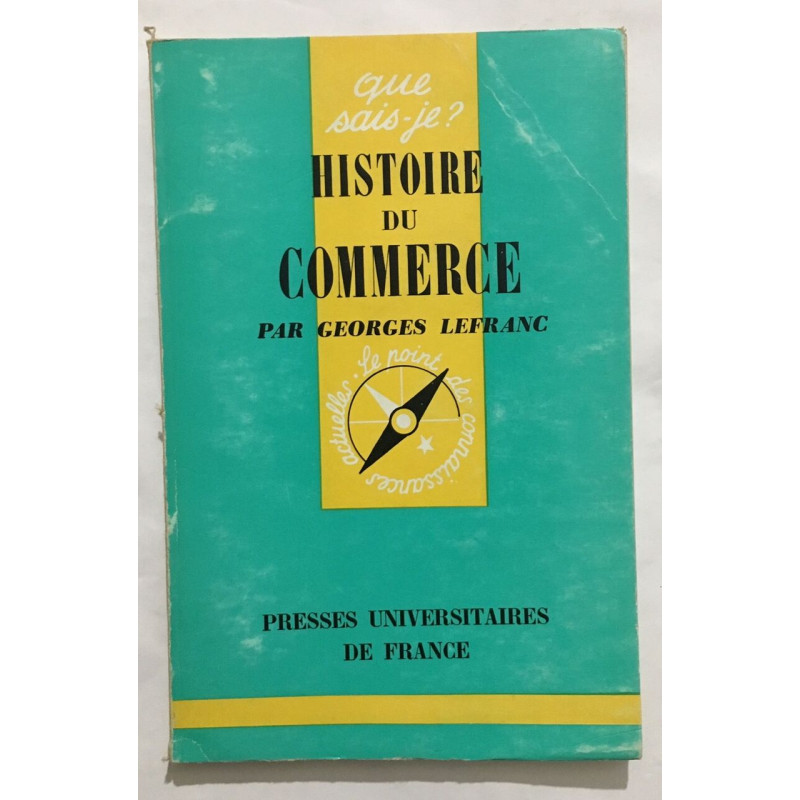 que
sais-je?
HISTOIRE
DU
COMMERCE
PAR GEORGES LEFRANC
Le point des connaissances actuelles.
PRESSES UNIVERSITAIRES
DE FRANCE